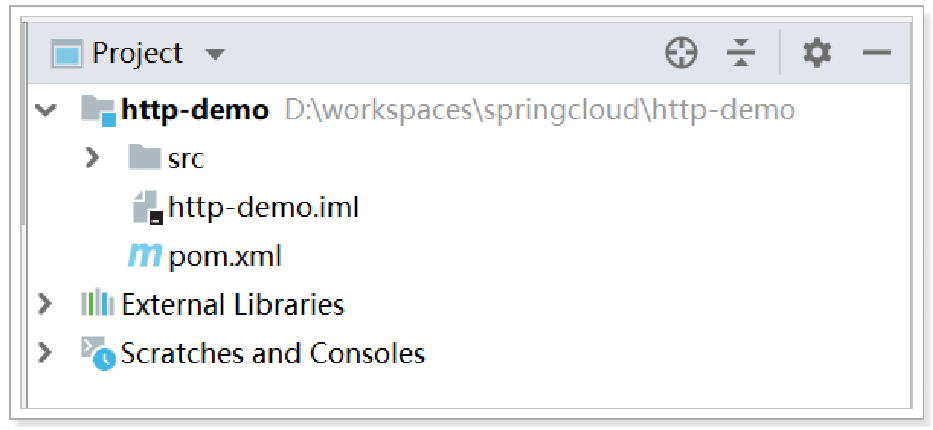 Project
http-demo D:\workspaces\springcloud\http-demo
src
http-demo.iml
pom.xml
External Libraries
Scratches and Consoles